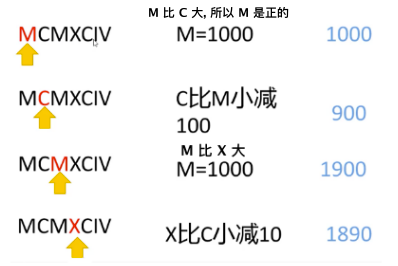 M 比 C 大, 所以 M 是正的
MCMXCIV M=1000 1000
MCMXCIV C比M小减 100 900
M 比 X 大
MCMXCIV M=1000 1900
MCMXCIV X比C小减10 1890